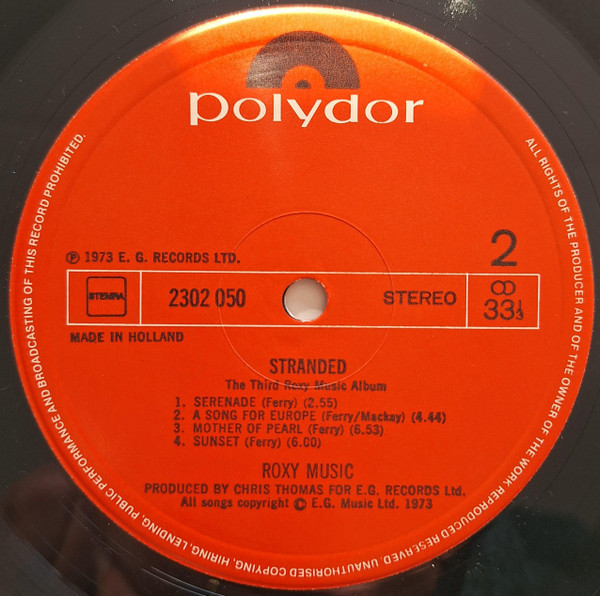 polydor
℗ 1973 E. G. RECORDS LTD.
2
STEMRA
2302 050
STEREO
33⅓
MADE IN HOLLAND
STRANDED
The Third Roxy Music Album
1. SERENADE (Ferry) (2.55)
2. A SONG FOR EUROPE (Ferry/Mackay) (4.44)
3. MOTHER OF PEARL (Ferry) (6.53)
4. SUNSET (Ferry) (6.00)
ROXY MUSIC
PRODUCED BY CHRIS THOMAS FOR E.G. RECORDS Ltd.
All songs copyright © E.G. Music Ltd. 1973
ALL RIGHTS OF THE PRODUCER AND OF THE OWNER OF THE WORK REPRODUCED RESERVED. UNAUTHORISED COPYING, HIRING, LENDING, PUBLIC PERFORMANCE AND BROADCASTING OF THIS RECORD PROHIBITED.